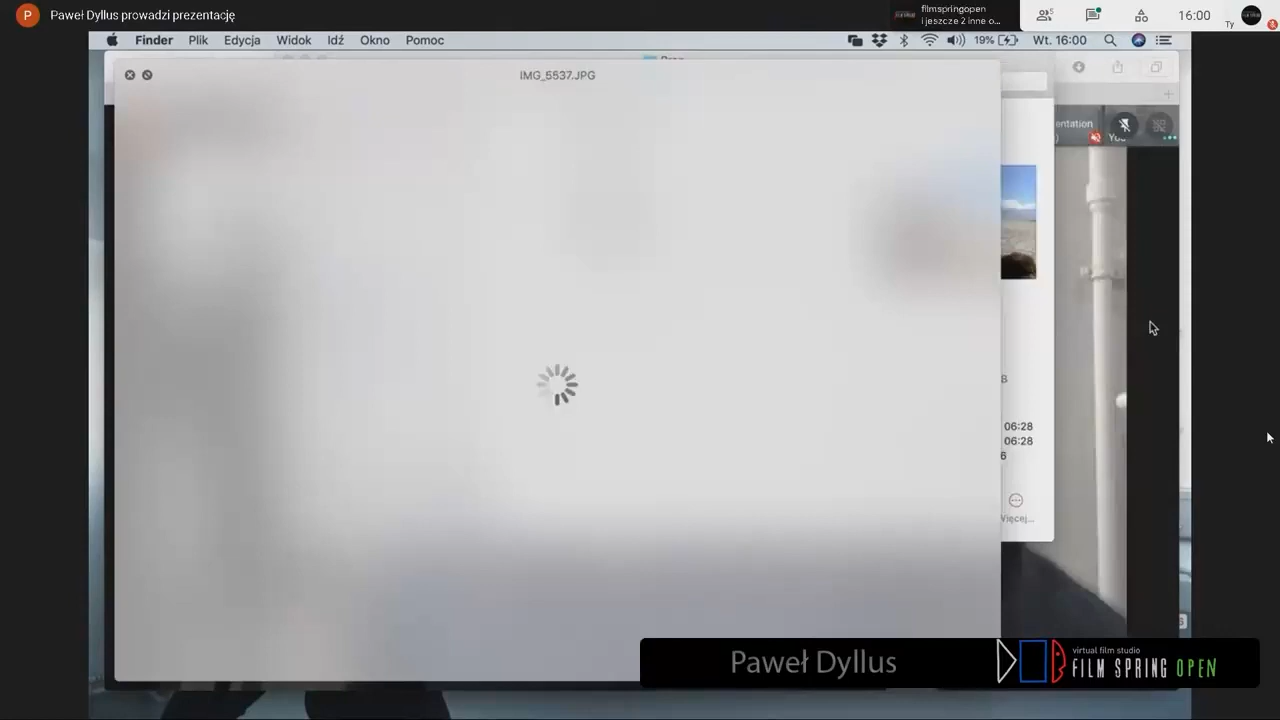 P Paweł Dyllus prowadzi prezentację
filmspringopen
i jeszcze 2 inne o...
5
16:00
Ty
Finder Plik Edycja Widok Idź Okno Pomoc
19% Wt. 16:00
IMG_5537.JPG
entation
06:28
06:28
Więcej...
Paweł Dyllus
virtual film studio
FILM SPRING OPEN